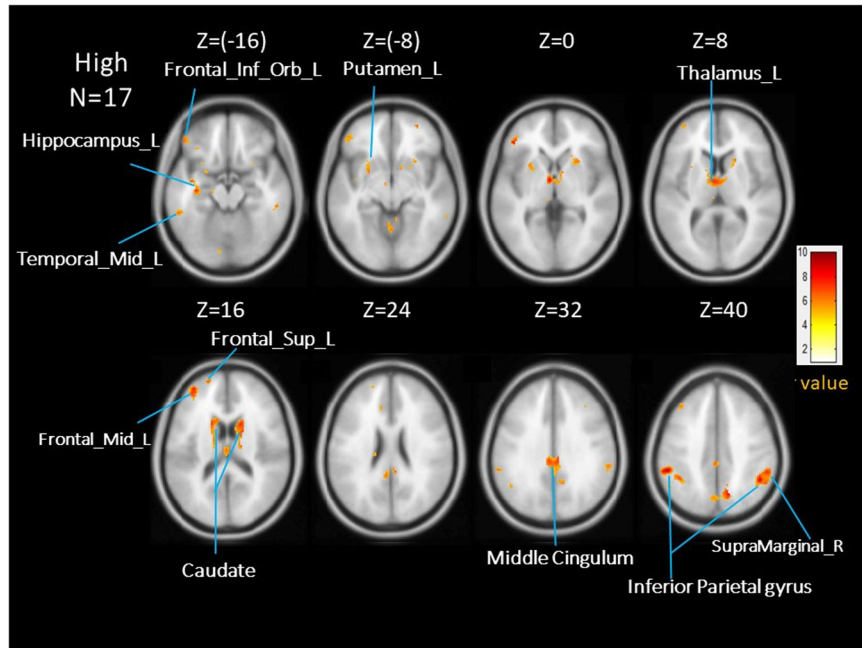 Z=(-16)
Z=(-8)
Z=0
Z=8
High
N=17
Frontal_Inf_Orb_L
Putamen_L
Thalamus_L
Hippocampus_L
Temporal_Mid_L
10
8
6
4
2
value
Z=16
Z=24
Z=32
Z=40
Frontal_Sup_L
Frontal_Mid_L
Caudate
Middle Cingulum
SupraMarginal_R
Inferior Parietal gyrus